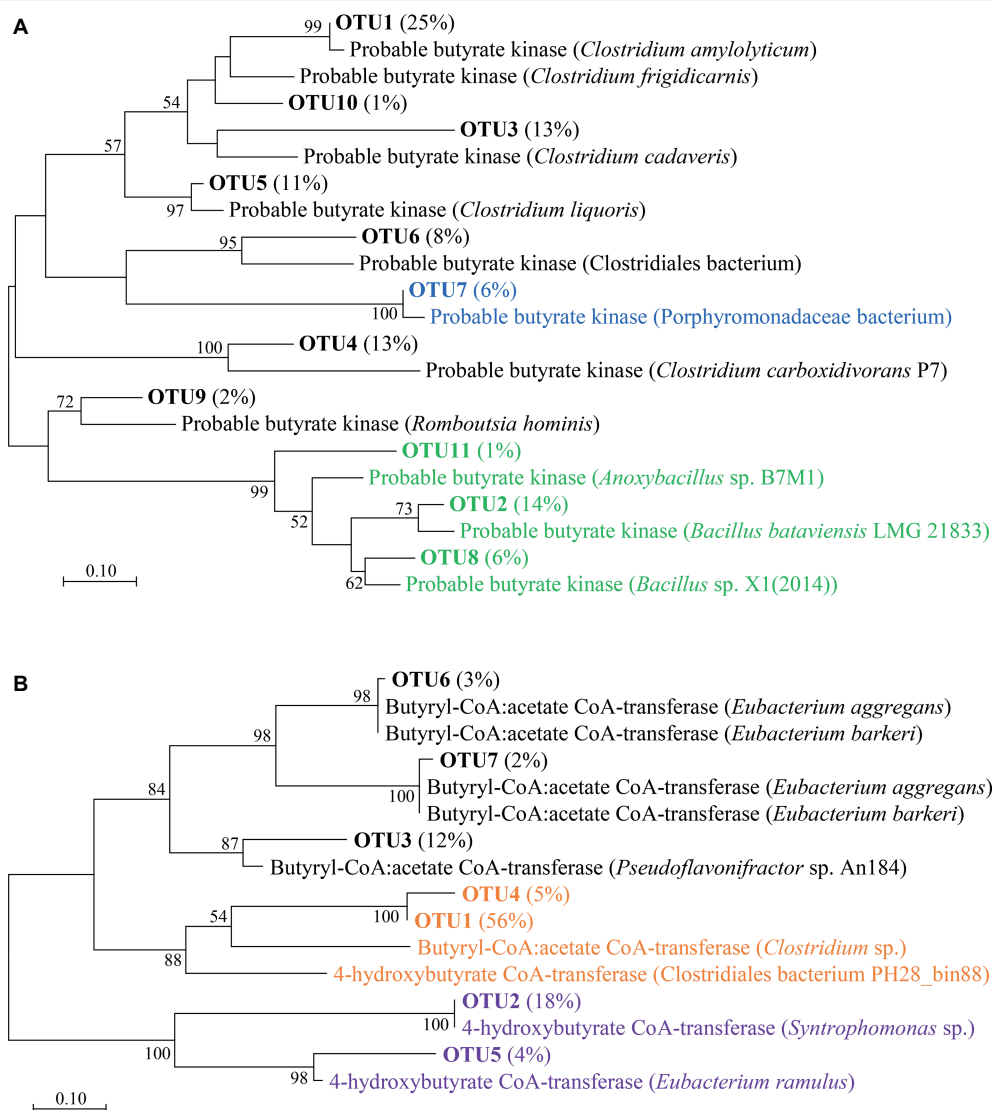 A
99 OTU1 (25%)
Probable butyrate kinase (Clostridium amylolyticum)
Probable butyrate kinase (Clostridium frigidicarnis)
54 OTU10 (1%)
OTU3 (13%)
57
Probable butyrate kinase (Clostridium cadaveris)
OTU5 (11%)
97 Probable butyrate kinase (Clostridium liquoris)
95 OTU6 (8%)
Probable butyrate kinase (Clostridiales bacterium)
OTU7 (6%)
100 Probable butyrate kinase (Porphyromonadaceae bacterium)
100 OTU4 (13%)
Probable butyrate kinase (Clostridium carboxidivorans P7)
72 OTU9 (2%)
Probable butyrate kinase (Romboutsia hominis)
OTU11 (1%)
Probable butyrate kinase (Anoxybacillus sp. B7M1)
99
73 OTU2 (14%)
52
Probable butyrate kinase (Bacillus bataviensis LMG 21833)
OTU8 (6%)
0.10
62 Probable butyrate kinase (Bacillus sp. X1(2014))
B
OTU6 (3%)
98
Butyryl-CoA:acetate CoA-transferase (Eubacterium aggregans)
98 Butyryl-CoA:acetate CoA-transferase (Eubacterium barkeri)
OTU7 (2%)
84
Butyryl-CoA:acetate CoA-transferase (Eubacterium aggregans)
100
Butyryl-CoA:acetate CoA-transferase (Eubacterium barkeri)
87 OTU3 (12%)
Butyryl-CoA:acetate CoA-transferase (Pseudoflavonifractor sp. An184)
OTU4 (5%)
54 100 OTU1 (56%)
Butyryl-CoA:acetate CoA-transferase (Clostridium sp.)
88
4-hydroxybutyrate CoA-transferase (Clostridiales bacterium PH28_bin88)
OTU2 (18%)
100 4-hydroxybutyrate CoA-transferase (Syntrophomonas sp.)
100 OTU5 (4%)
98 4-hydroxybutyrate CoA-transferase (Eubacterium ramulus)
0.10